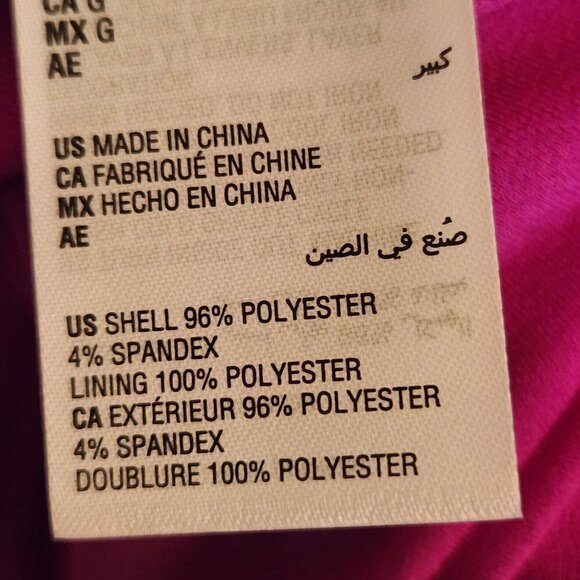 CA G
MX G
AE
كبير
US MADE IN CHINA
CA FABRIQUÉ EN CHINE
MX HECHO EN CHINA
AE
صُنع في الصين
US SHELL 96% POLYESTER
4% SPANDEX
LINING 100% POLYESTER
CA EXTÉRIEUR 96% POLYESTER
4% SPANDEX
DOUBLURE 100% POLYESTER